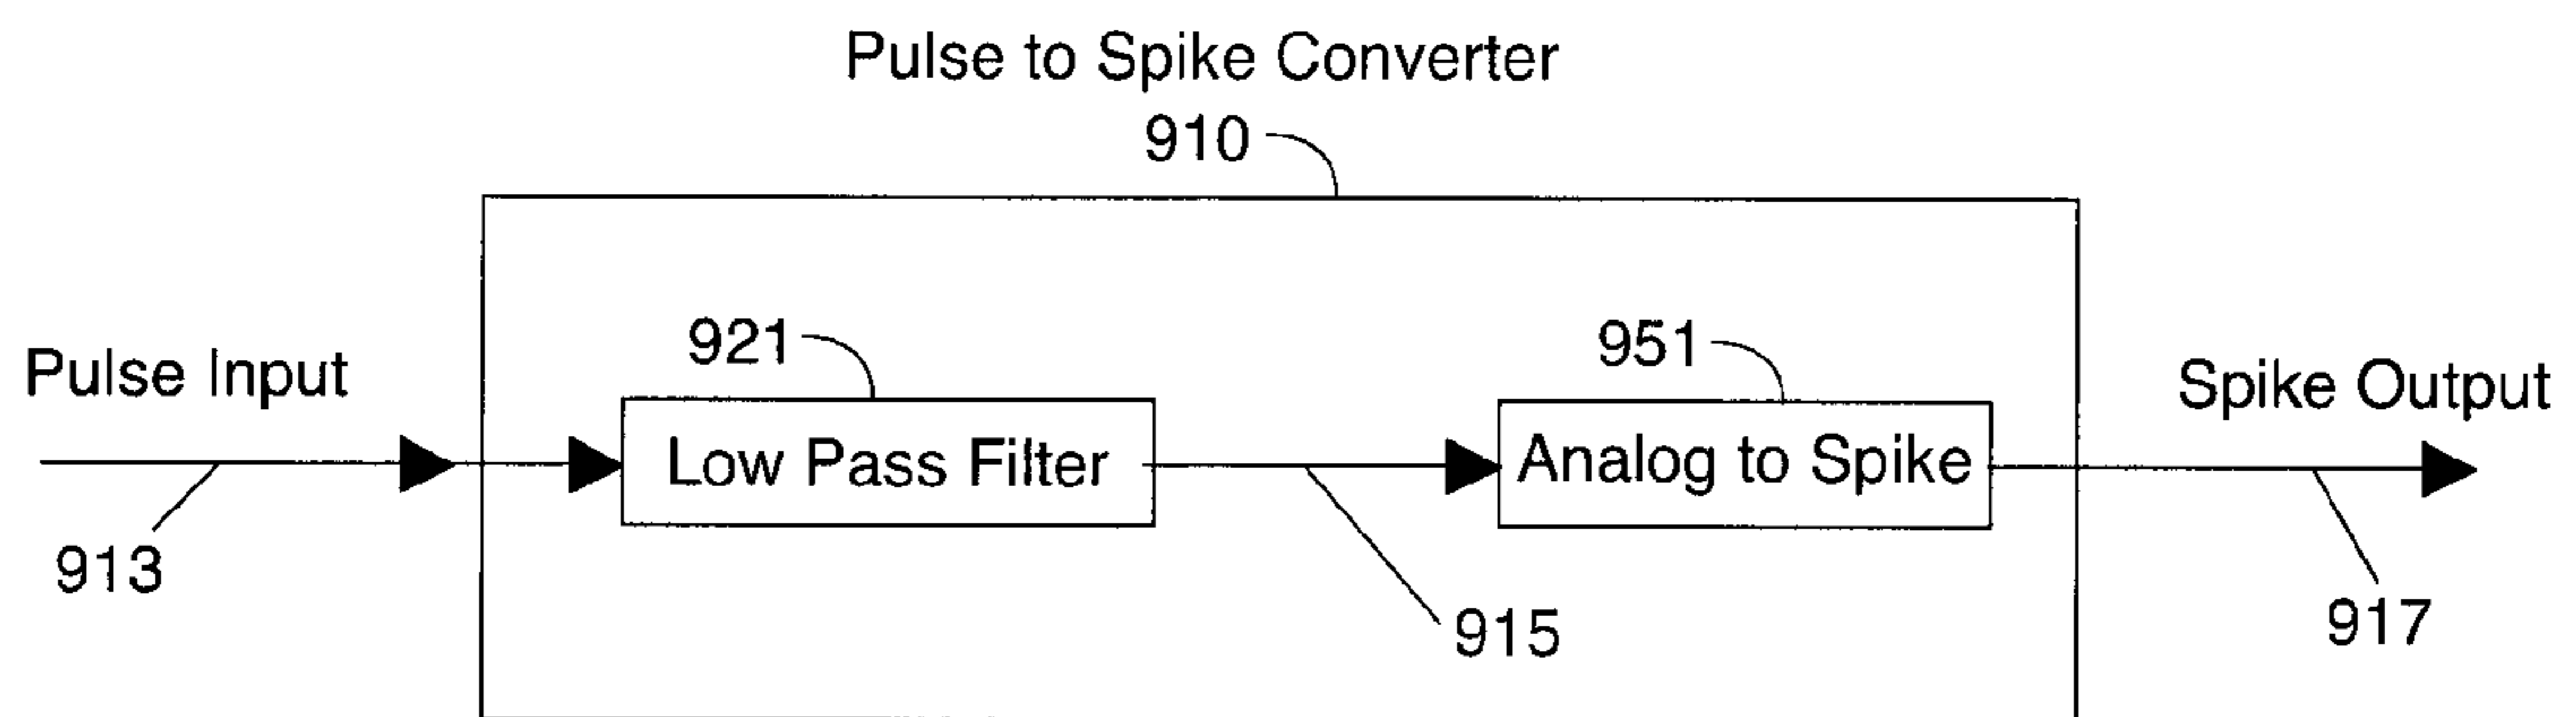 Pulse to Spike Converter
910
921
951
Pulse Input
Spike Output
Low Pass Filter
Analog to Spike
913
915
917